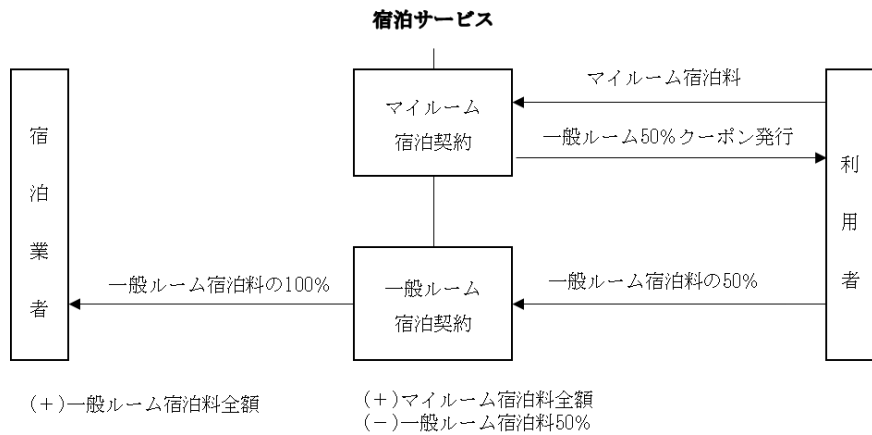 宿泊サービス
宿泊業者
マイルーム
宿泊契約
マイルーム宿泊料
一般ルーム50%クーポン発行
利用者
一般ルーム宿泊料の100%
一般ルーム
宿泊契約
一般ルーム宿泊料の50%
(+)一般ルーム宿泊料全額
(+)マイルーム宿泊料全額
(-)一般ルーム宿泊料50%